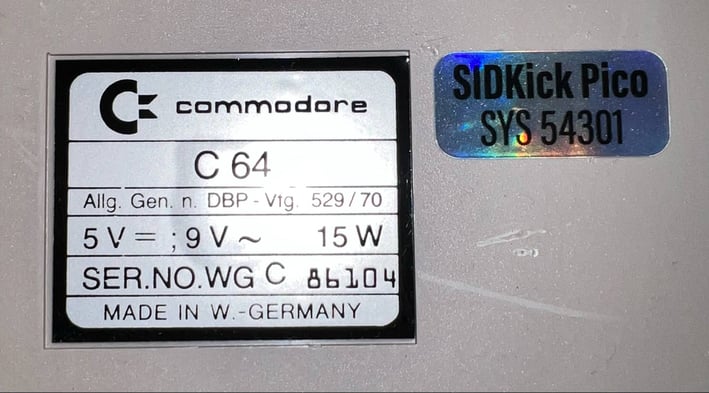 commodore
C 64
Allg. Gen. n. DBP - Vfg. 529/70
5 V = ; 9 V ~ 15 W
SER.NO.WG C 86104
MADE IN W.-GERMANY
SIDKick Pico
SYS 54301